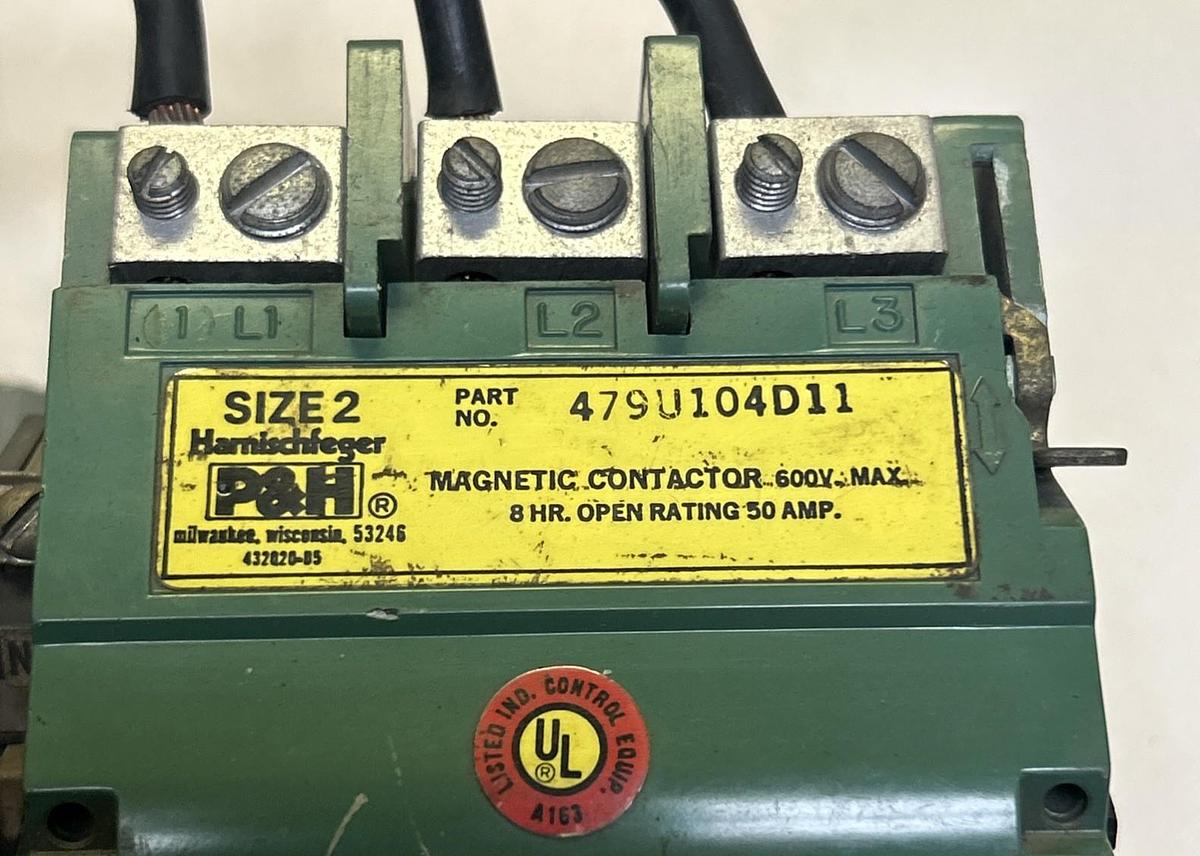 (1) L1
L2
L3
SIZE 2
Harnischfeger
P&H ®
milwaukee, wisconsin, 53246
432020-05
PART NO.
479U104D11
MAGNETIC CONTACTOR 600V. MAX.
8 HR. OPEN RATING 50 AMP.
IN
LISTED IND. CONTROL EQUIP.
UL ®
A163